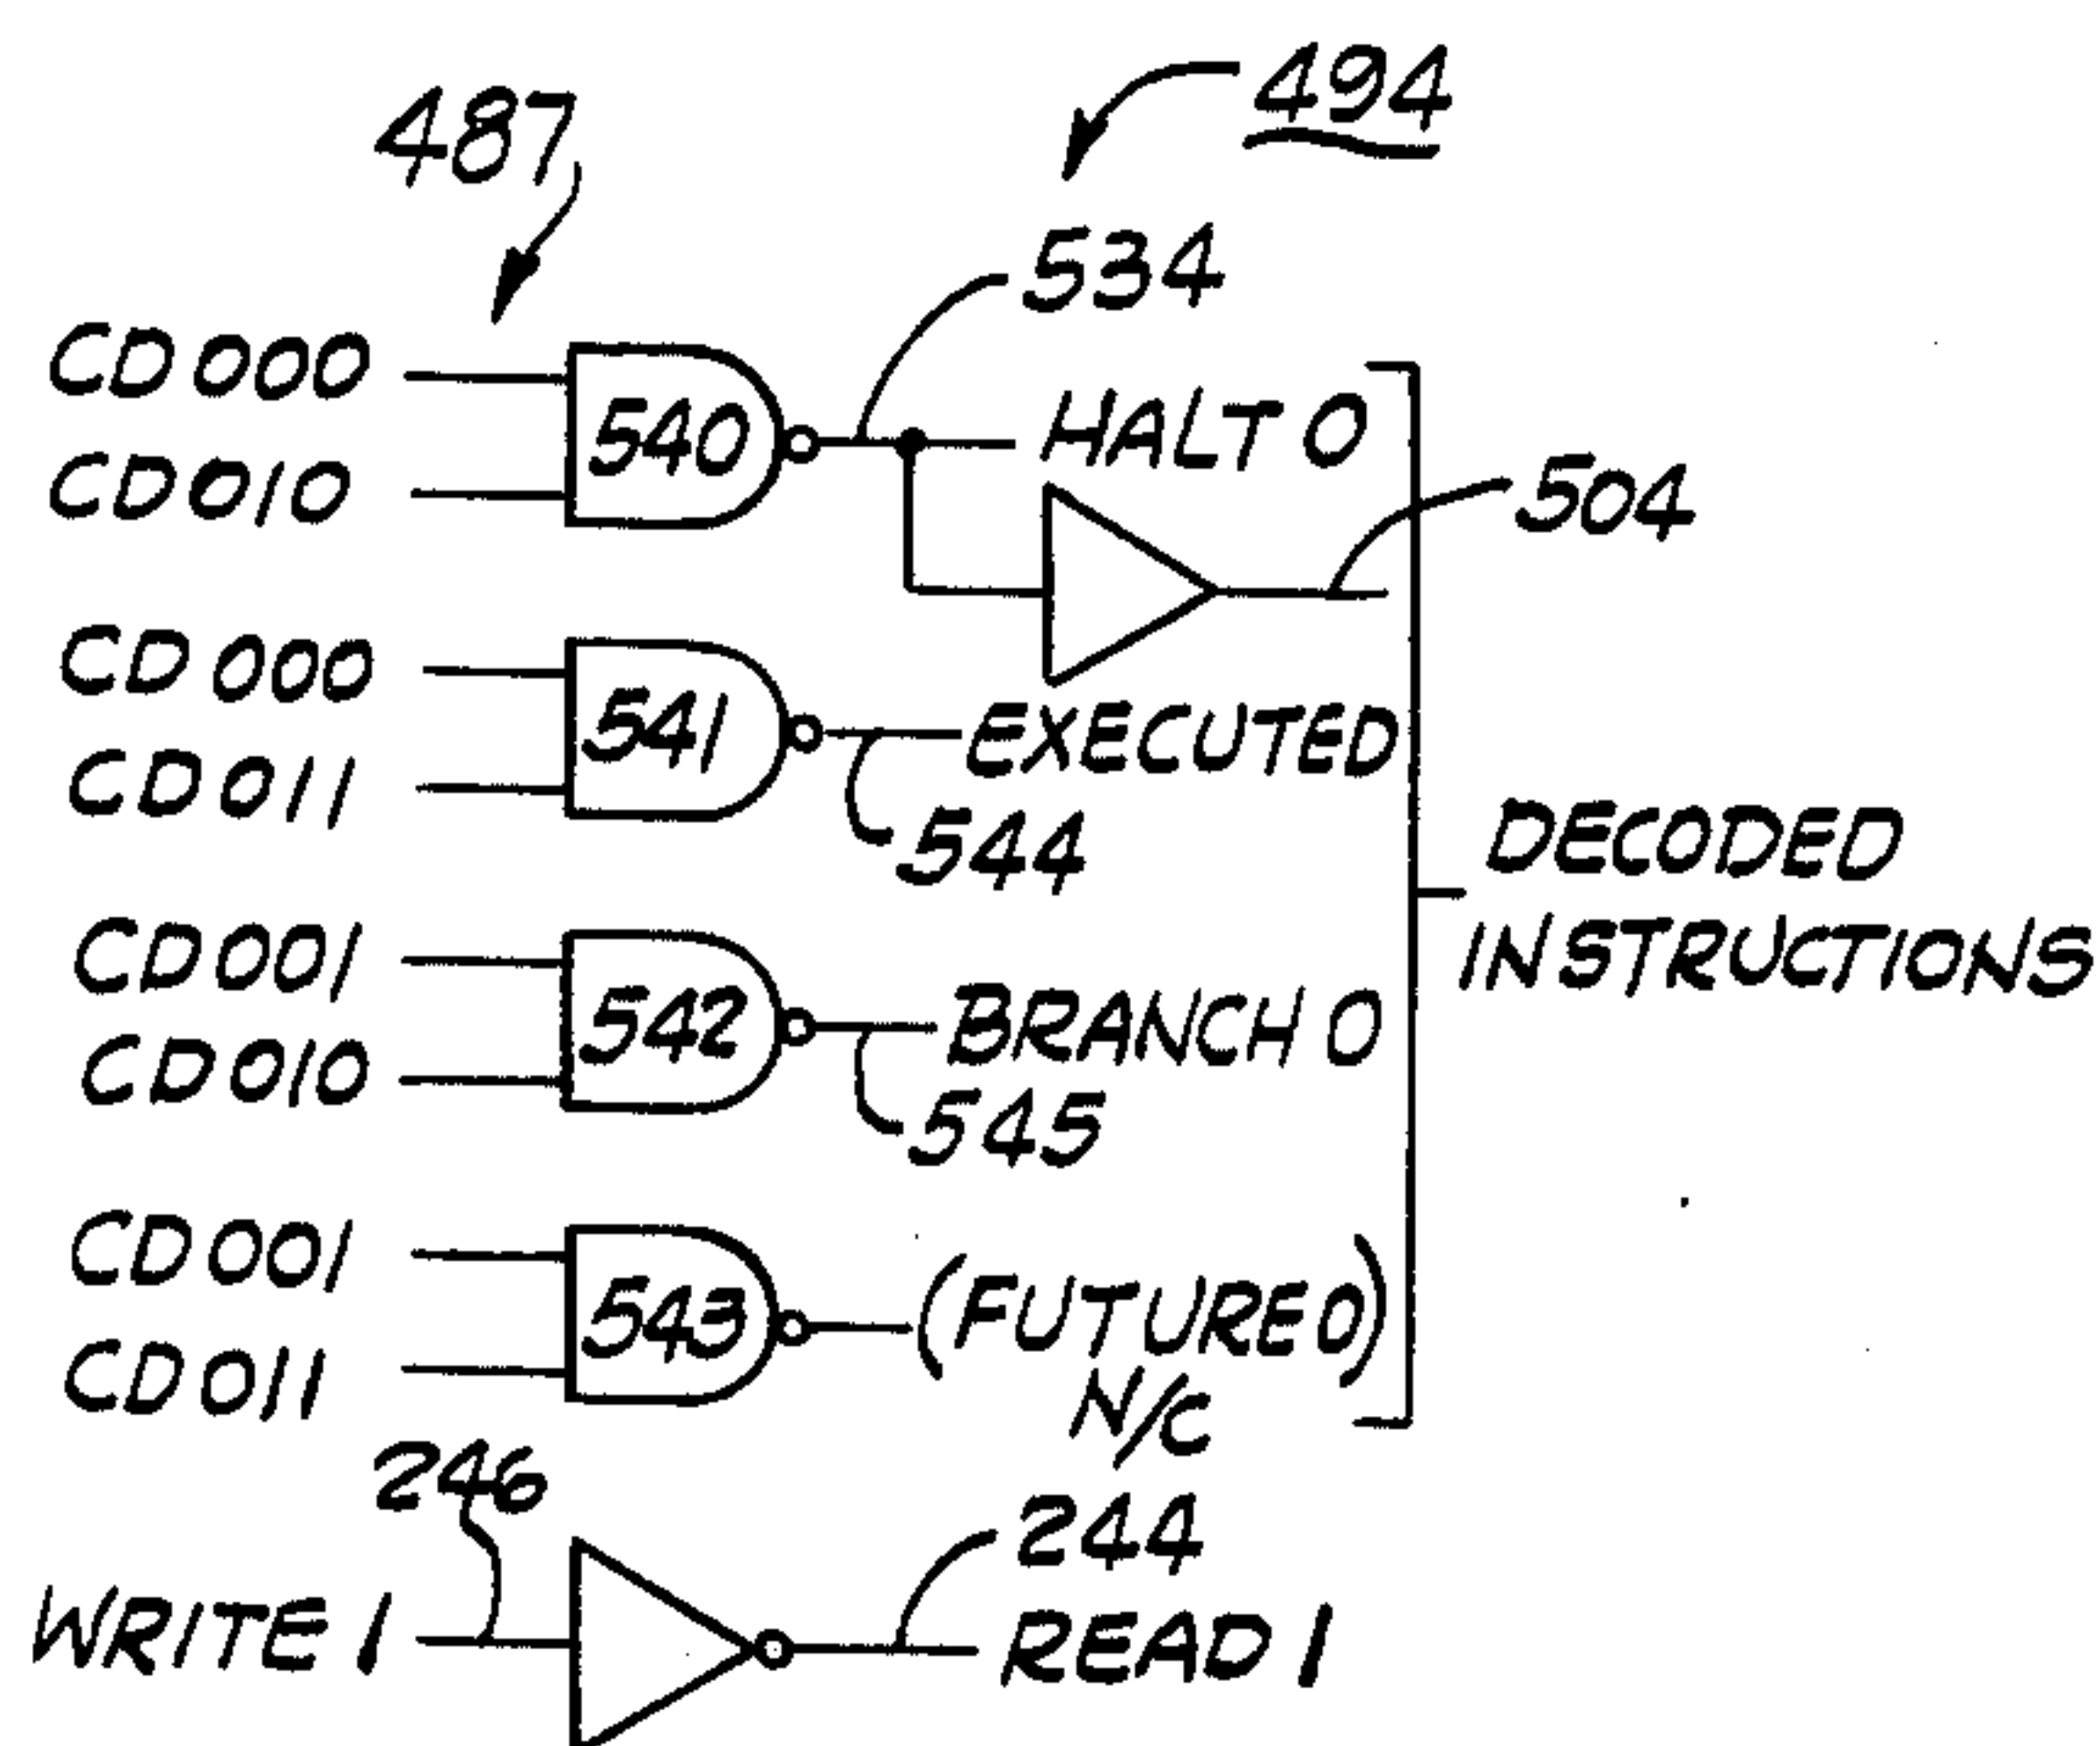 494
487
534
CD000
540
HALT 0
CD010
504
CD000
541
EXECUTED
CD011
544
DECODED
INSTRUCTIONS
CD001
542
BRANCH 0
CD010
545
CD001
543
(FUTURE 0)
N/C
CD011
246
244
WRITE 1
READ 1